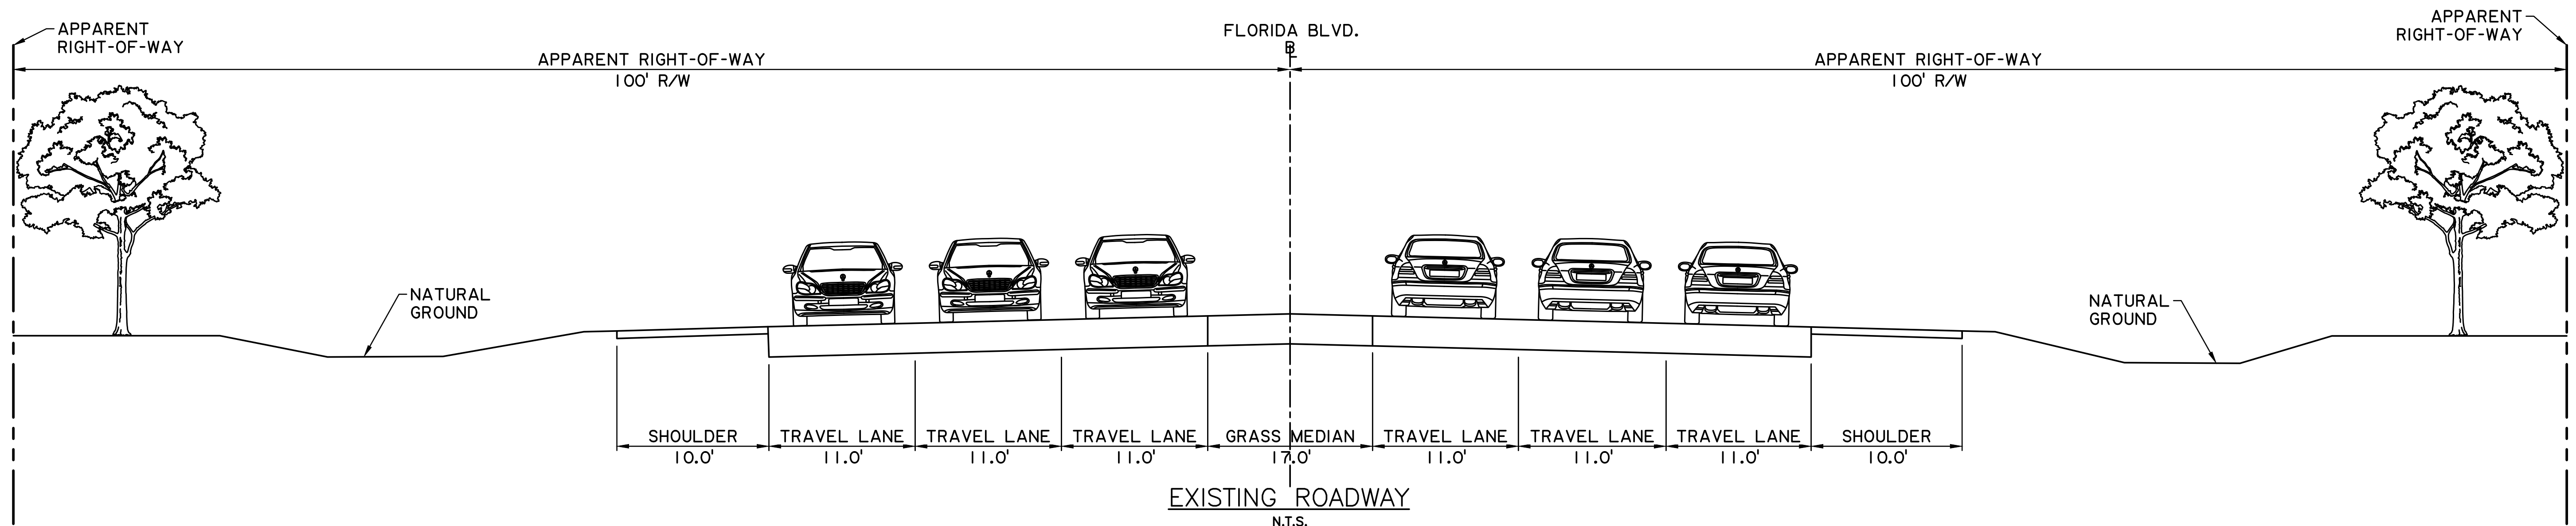 APPARENT
RIGHT-OF-WAY
FLORIDA BLVD.
BL
APPARENT
RIGHT-OF-WAY
APPARENT RIGHT-OF-WAY
100' R/W
APPARENT RIGHT-OF-WAY
100' R/W
NATURAL
GROUND
NATURAL
GROUND
SHOULDER
10.0'
TRAVEL LANE
11.0'
TRAVEL LANE
11.0'
TRAVEL LANE
11.0'
GRASS MEDIAN
17.0'
TRAVEL LANE
11.0'
TRAVEL LANE
11.0'
TRAVEL LANE
11.0'
SHOULDER
10.0'
EXISTING ROADWAY
N.T.S.